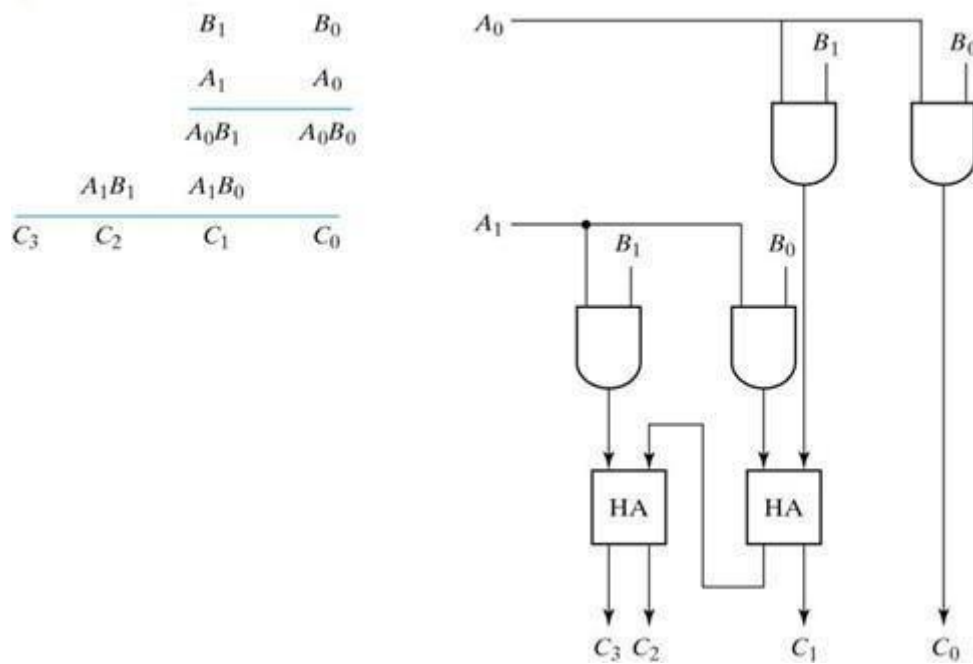 B₁ B₀
A₁ A₀
A₀B₁ A₀B₀
A₁B₁ A₁B₀
C₃ C₂ C₁ C₀
A₀
B₁ B₀
A₁
B₁ B₀
HA HA
C₃ C₂ C₁ C₀